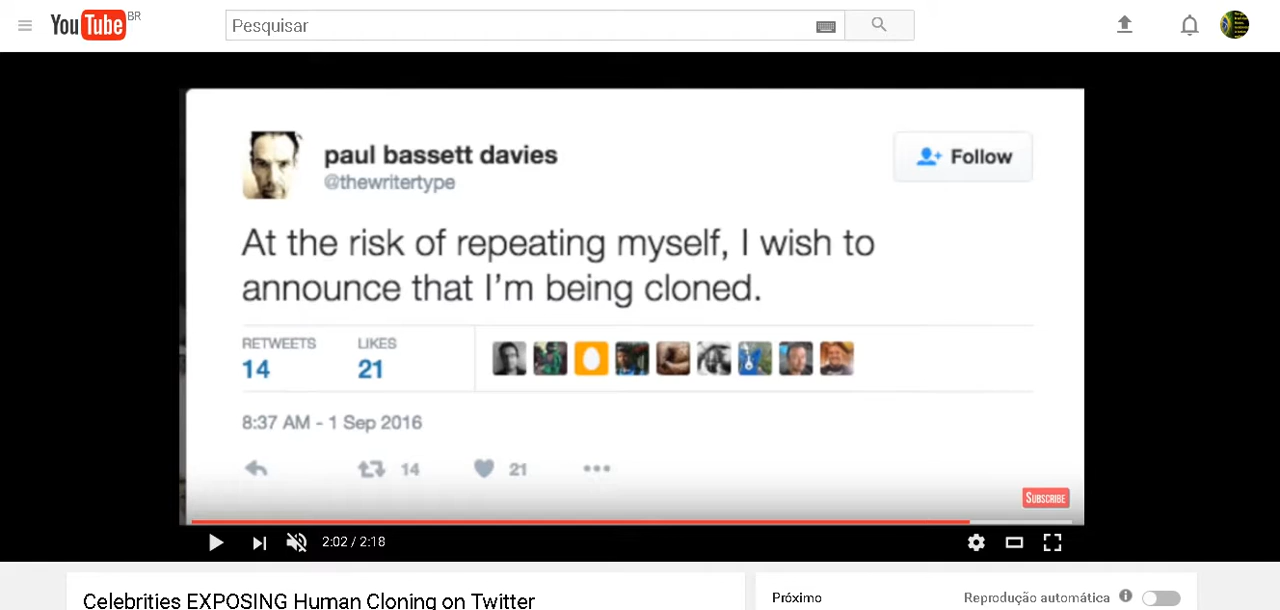 YouTube BR
Pesquisar
paul bassett davies
@thewritertype
Follow
At the risk of repeating myself, I wish to
announce that I'm being cloned.
RETWEETS LIKES
14 21
8:37 AM - 1 Sep 2016
14 21
SUBSCRIBE
2:02 / 2:18
Celebrities EXPOSING Human Cloning on Twitter
Próximo
Reprodução automática